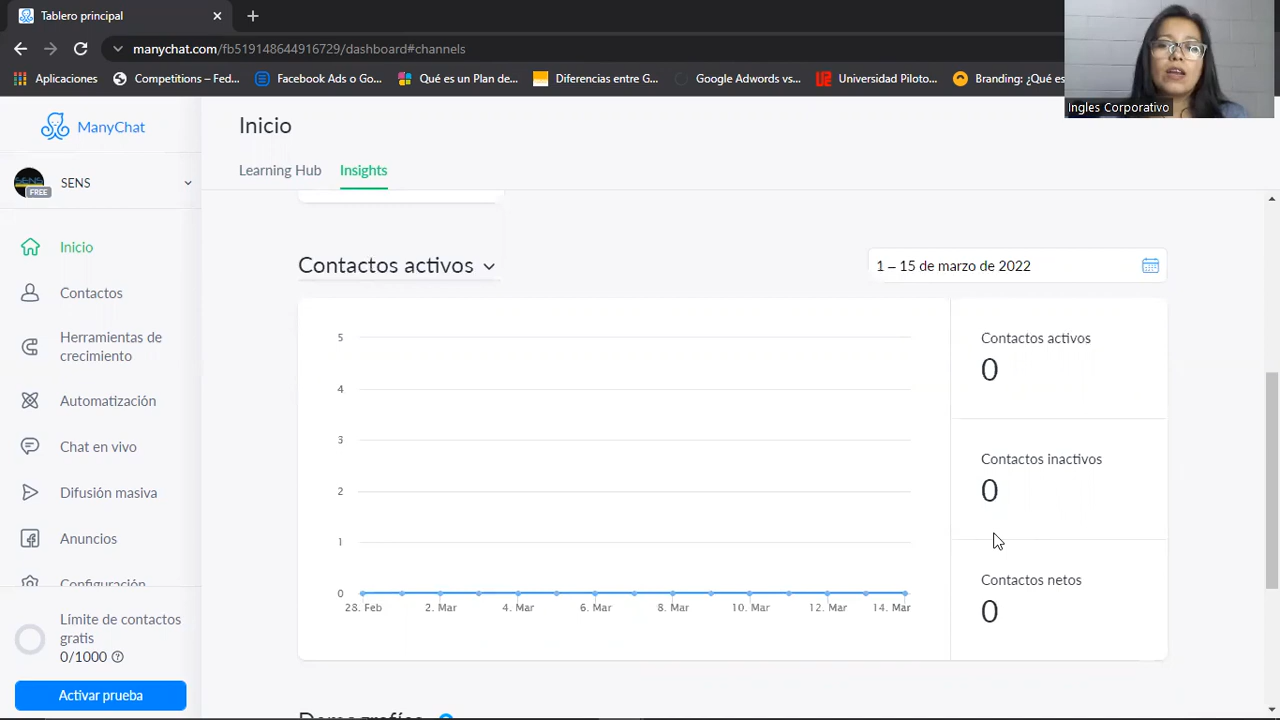 Tablero principal
manychat.com/fb519148644916729/dashboard#channels
Aplicaciones
Competitions – Fed...
Facebook Ads o Go...
Qué es un plan de...
Diferencias entre G...
Google Adwords vs...
Universidad Piloto...
Branding: ¿Qué es
Ingles Corporativo
ManyChat
SENS
FREE
Inicio
Contactos
Herramientas de
crecimiento
Automatización
Chat en vivo
Difusión masiva
Anuncios
Configuración
Límite de contactos
gratis
0/1000
Activar prueba
Inicio
Learning Hub Insights
Contactos activos
1 – 15 de marzo de 2022
5
4
3
2
1
0
28. Feb 2. Mar 4. Mar 6. Mar 8. Mar 10. Mar 12. Mar 14. Mar
Contactos activos
0
Contactos inactivos
0
Contactos netos
0
Demografías